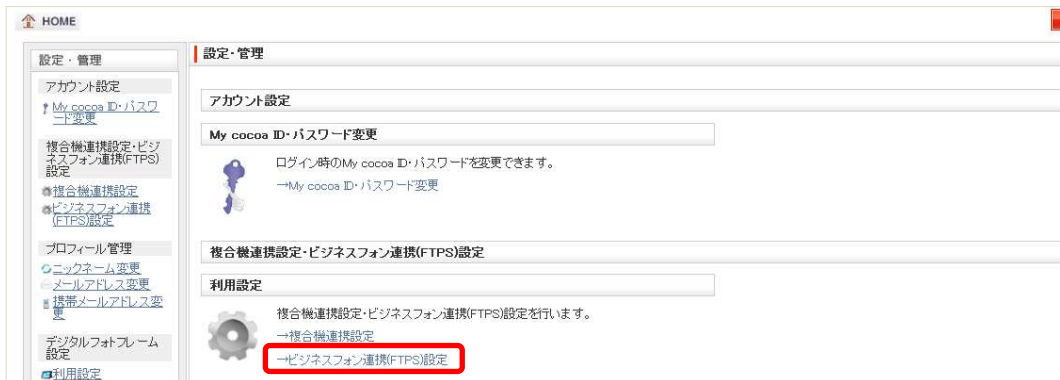 HOME
設定・管理
アカウント設定
My cocoa ID・パスワ
ード変更
複合機連携設定・ビジ
ネスフォン連携(FTPS)
設定
複合機連携設定
ビジネスフォン連携
(FTPS)設定
プロフィール管理
ニックネーム変更
メールアドレス変更
携帯メールアドレス変
更
デジタルフォトフレーム
設定
利用設定
設定・管理
アカウント設定
My cocoa ID・パスワード変更
ログイン時のMy cocoa ID・パスワードを変更できます。
→My cocoa ID・パスワード変更
複合機連携設定・ビジネスフォン連携(FTPS)設定
利用設定
複合機連携設定・ビジネスフォン連携(FTPS)設定を行います。
→複合機連携設定
→ビジネスフォン連携(FTPS)設定